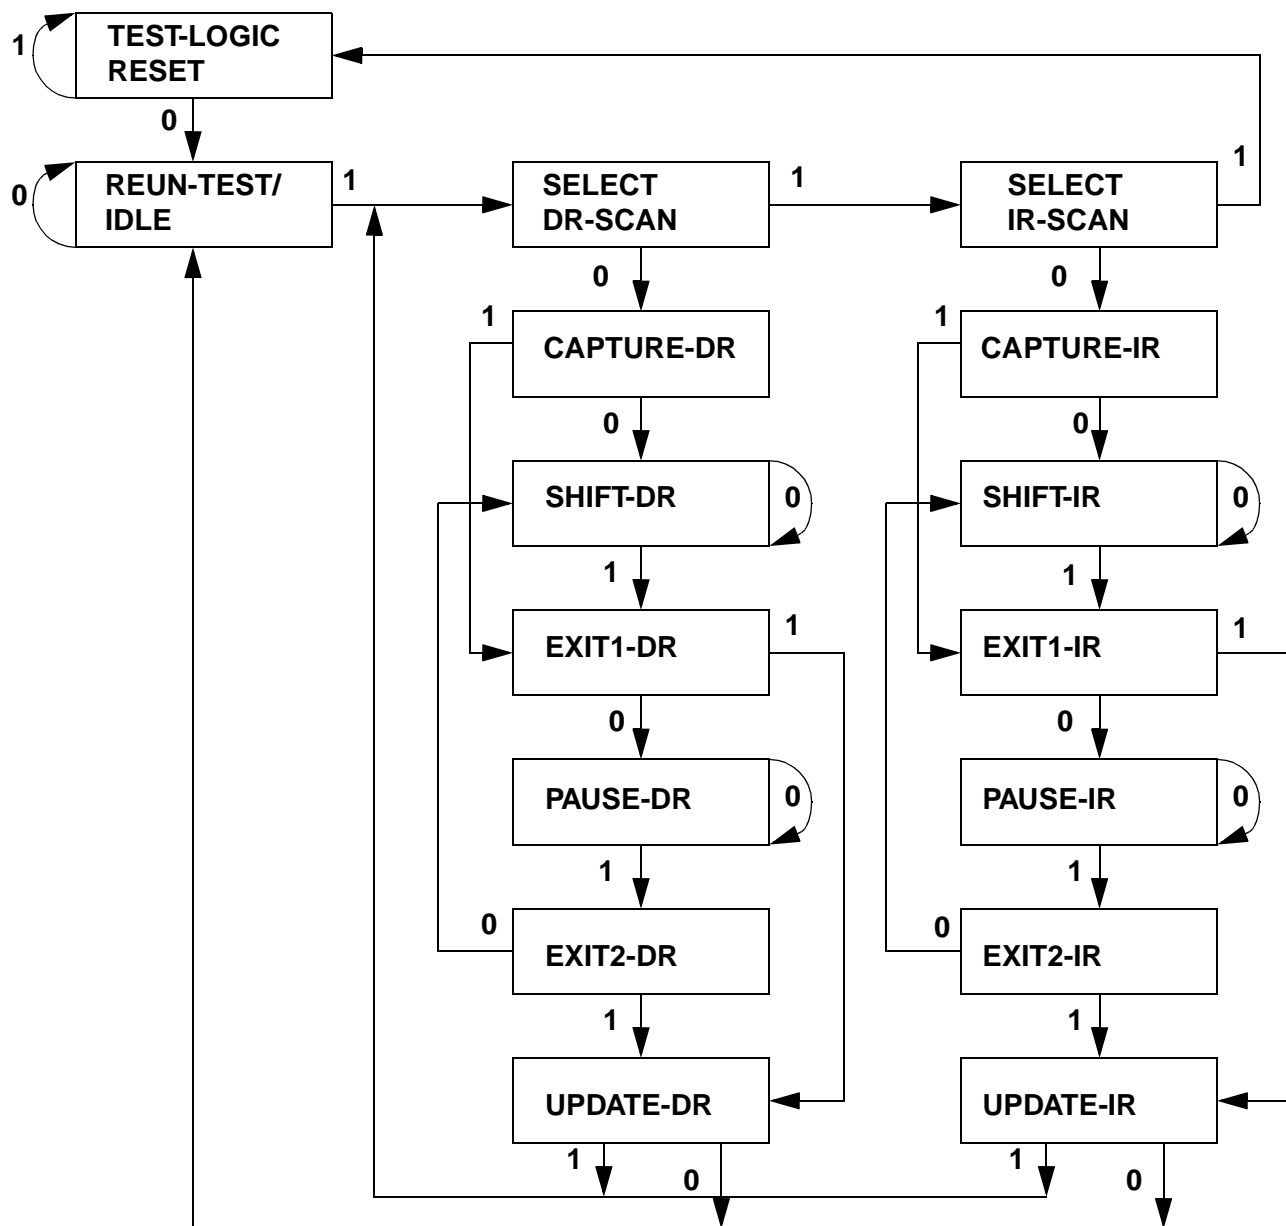 TEST-LOGIC
RESET
1
0
REUN-TEST/
IDLE
0
1
SELECT
DR-SCAN
1
SELECT
IR-SCAN
1
0
0
1
CAPTURE-DR
1
CAPTURE-IR
0
0
SHIFT-DR
0
SHIFT-IR
0
1
1
EXIT1-DR
1
EXIT1-IR
1
0
0
PAUSE-DR
0
PAUSE-IR
0
1
1
0
EXIT2-DR
0
EXIT2-IR
1
1
UPDATE-DR
UPDATE-IR
1
0
1
0